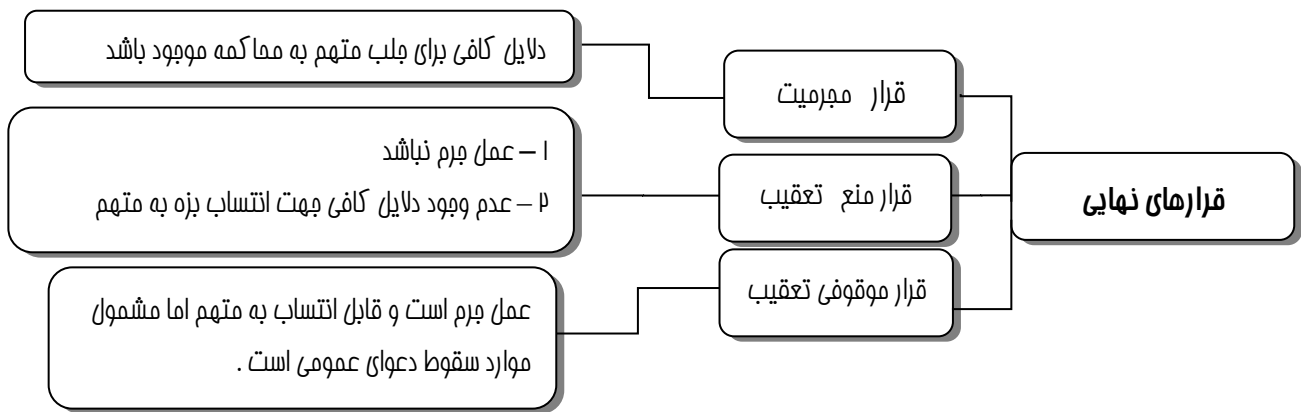 قرارهای نهایی
قرار مجرمیت
دلایل کافی برای جلب متهم به محاکمه موجود باشد
قرار منع تعقیب
۱ – عمل جرم نباشد
۲ – عدم وجود دلایل کافی جهت انتساب بزه به متهم
قرار موقوفی تعقیب
عمل جرم است و قابل انتساب به متهم اما مشمول
موارد سقوط دعوای عمومی است .